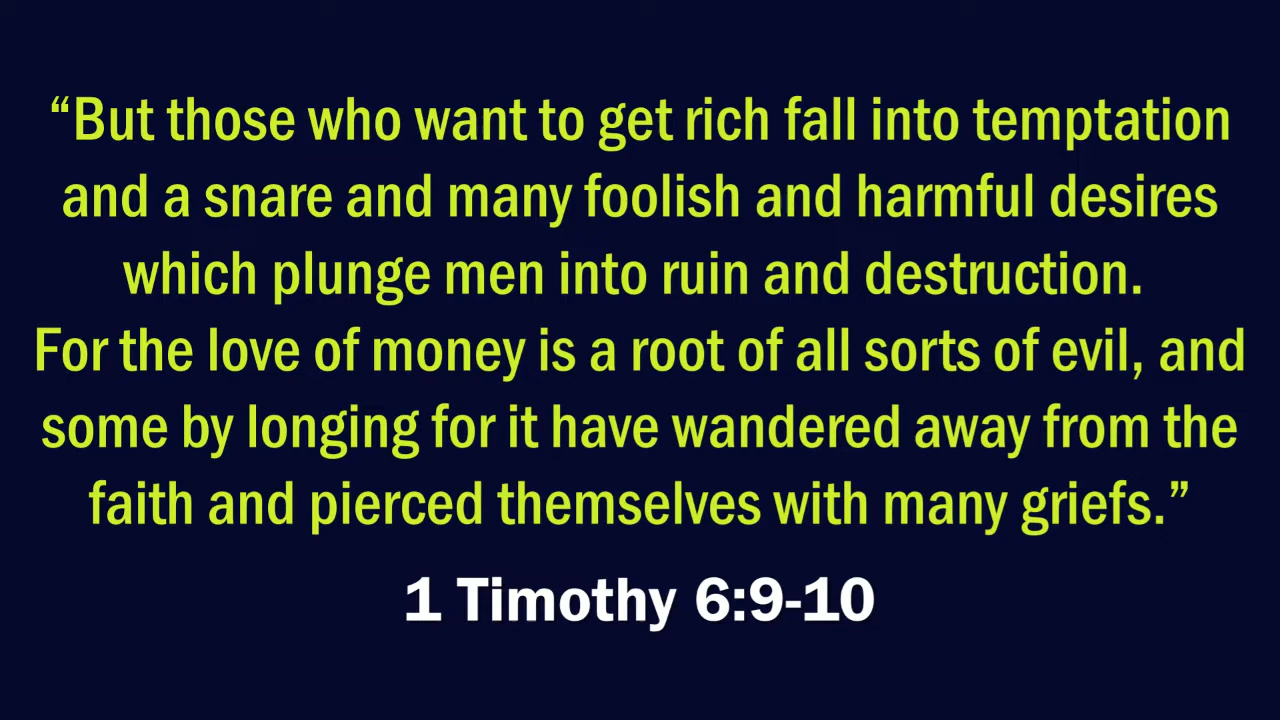 “But those who want to get rich fall into temptation
and a snare and many foolish and harmful desires
which plunge men into ruin and destruction.
For the love of money is a root of all sorts of evil, and
some by longing for it have wandered away from the
faith and pierced themselves with many griefs.”
1 Timothy 6:9-10